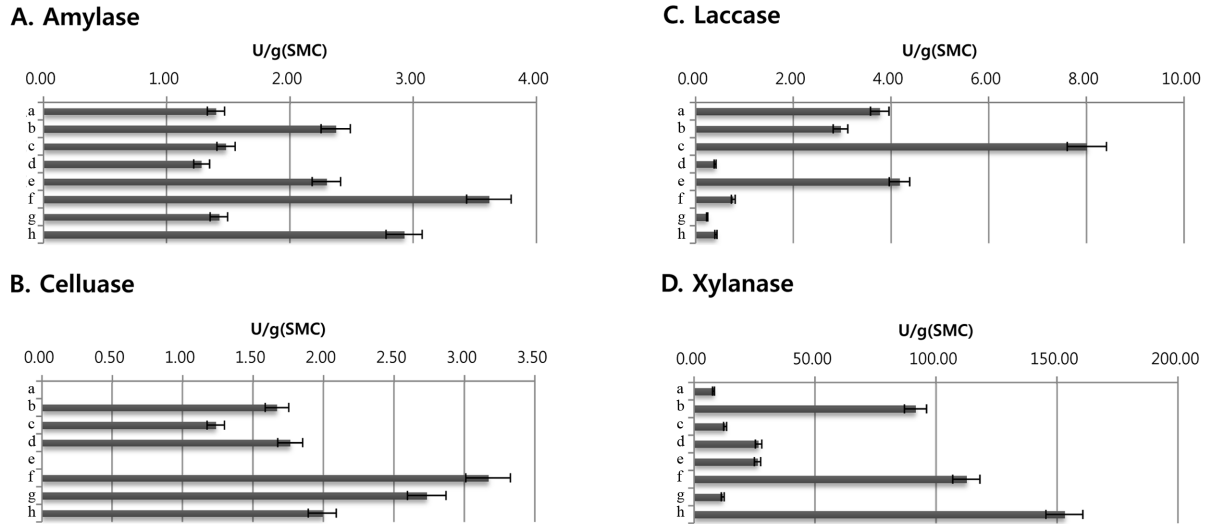 A. Amylase
U/g(SMC)
0.00 1.00 2.00 3.00 4.00
a
b
c
d
e
f
g
h
B. Celluase
U/g(SMC)
0.00 0.50 1.00 1.50 2.00 2.50 3.00 3.50
a
b
c
d
e
f
g
h
C. Laccase
U/g(SMC)
0.00 2.00 4.00 6.00 8.00 10.00
a
b
c
d
e
f
g
h
D. Xylanase
U/g(SMC)
0.00 50.00 100.00 150.00 200.00
a
b
c
d
e
f
g
h